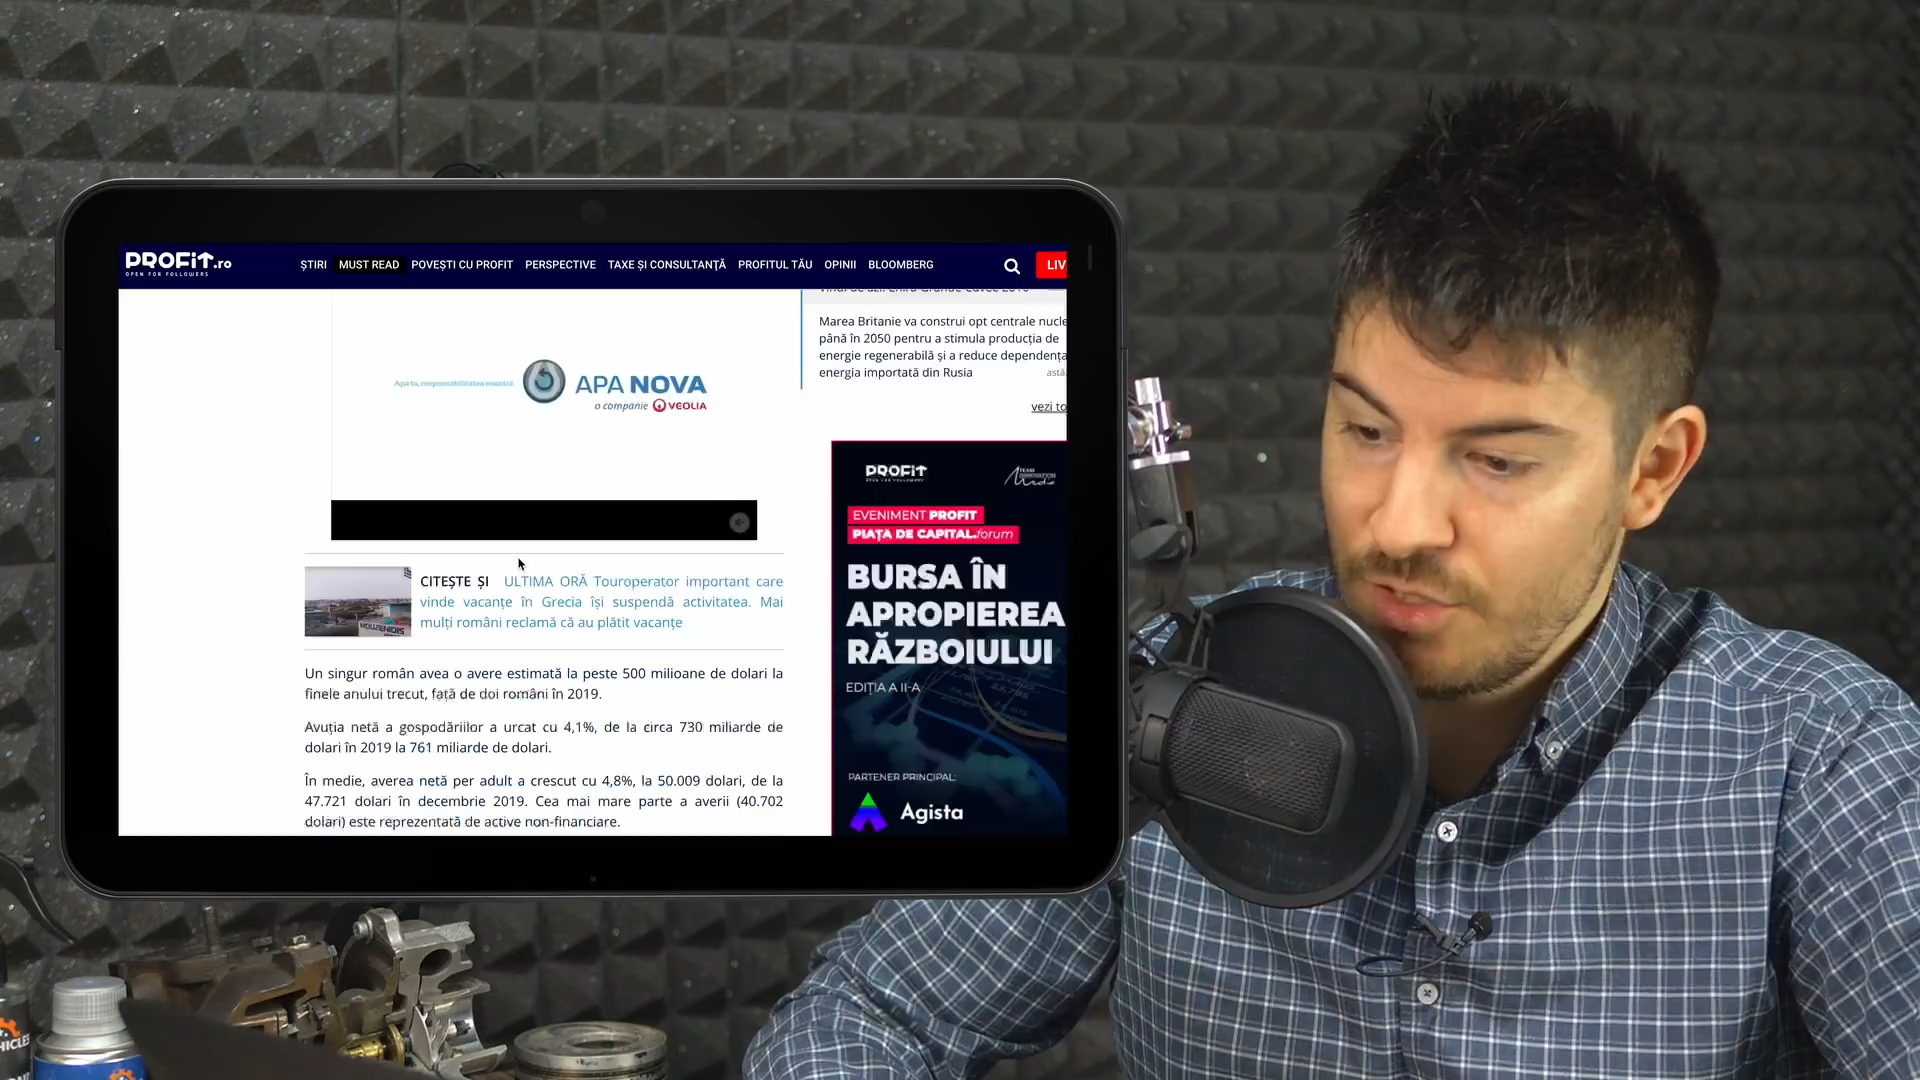 PROFIT.ro
OPEN FOR FOLLOWERS
ȘTIRI MUST READ POVEȘTI CU PROFIT PERSPECTIVE TAXE ȘI CONSULTANȚĂ PROFITUL TĂU OPINII BLOOMBERG
LIV
Apa ta, responsabilitatea noastră
APA NOVA
o companie VEOLIA
CITEȘTE ȘI ULTIMA ORĂ Touroperator important care
vinde vacanțe în Grecia își suspendă activitatea. Mai
mulți români reclamă că au plătit vacanțe
Un singur român avea o avere estimată la peste 500 milioane de dolari la
finele anului trecut, față de doi români în 2019.
Avuția netă a gospodăriilor a urcat cu 4,1%, de la circa 730 miliarde de
dolari în 2019 la 761 miliarde de dolari.
În medie, averea netă per adult a crescut cu 4,8%, la 50.009 dolari, de la
47.721 dolari în decembrie 2019. Cea mai mare parte a averii (40.702
dolari) este reprezentată de active non-financiare.
Marea Britanie va construi opt centrale nucle
până în 2050 pentru a stimula producția de
energie regenerabilă și a reduce dependența
energia importată din Rusia
astă
vezi to
PROFIT
EVENIMENT PROFIT
PIAȚA DE CAPITAL.forum
BURSA ÎN
APROPIEREA
RĂZBOIULUI
EDIȚIA A II-A
PARTENER PRINCIPAL:
Agista